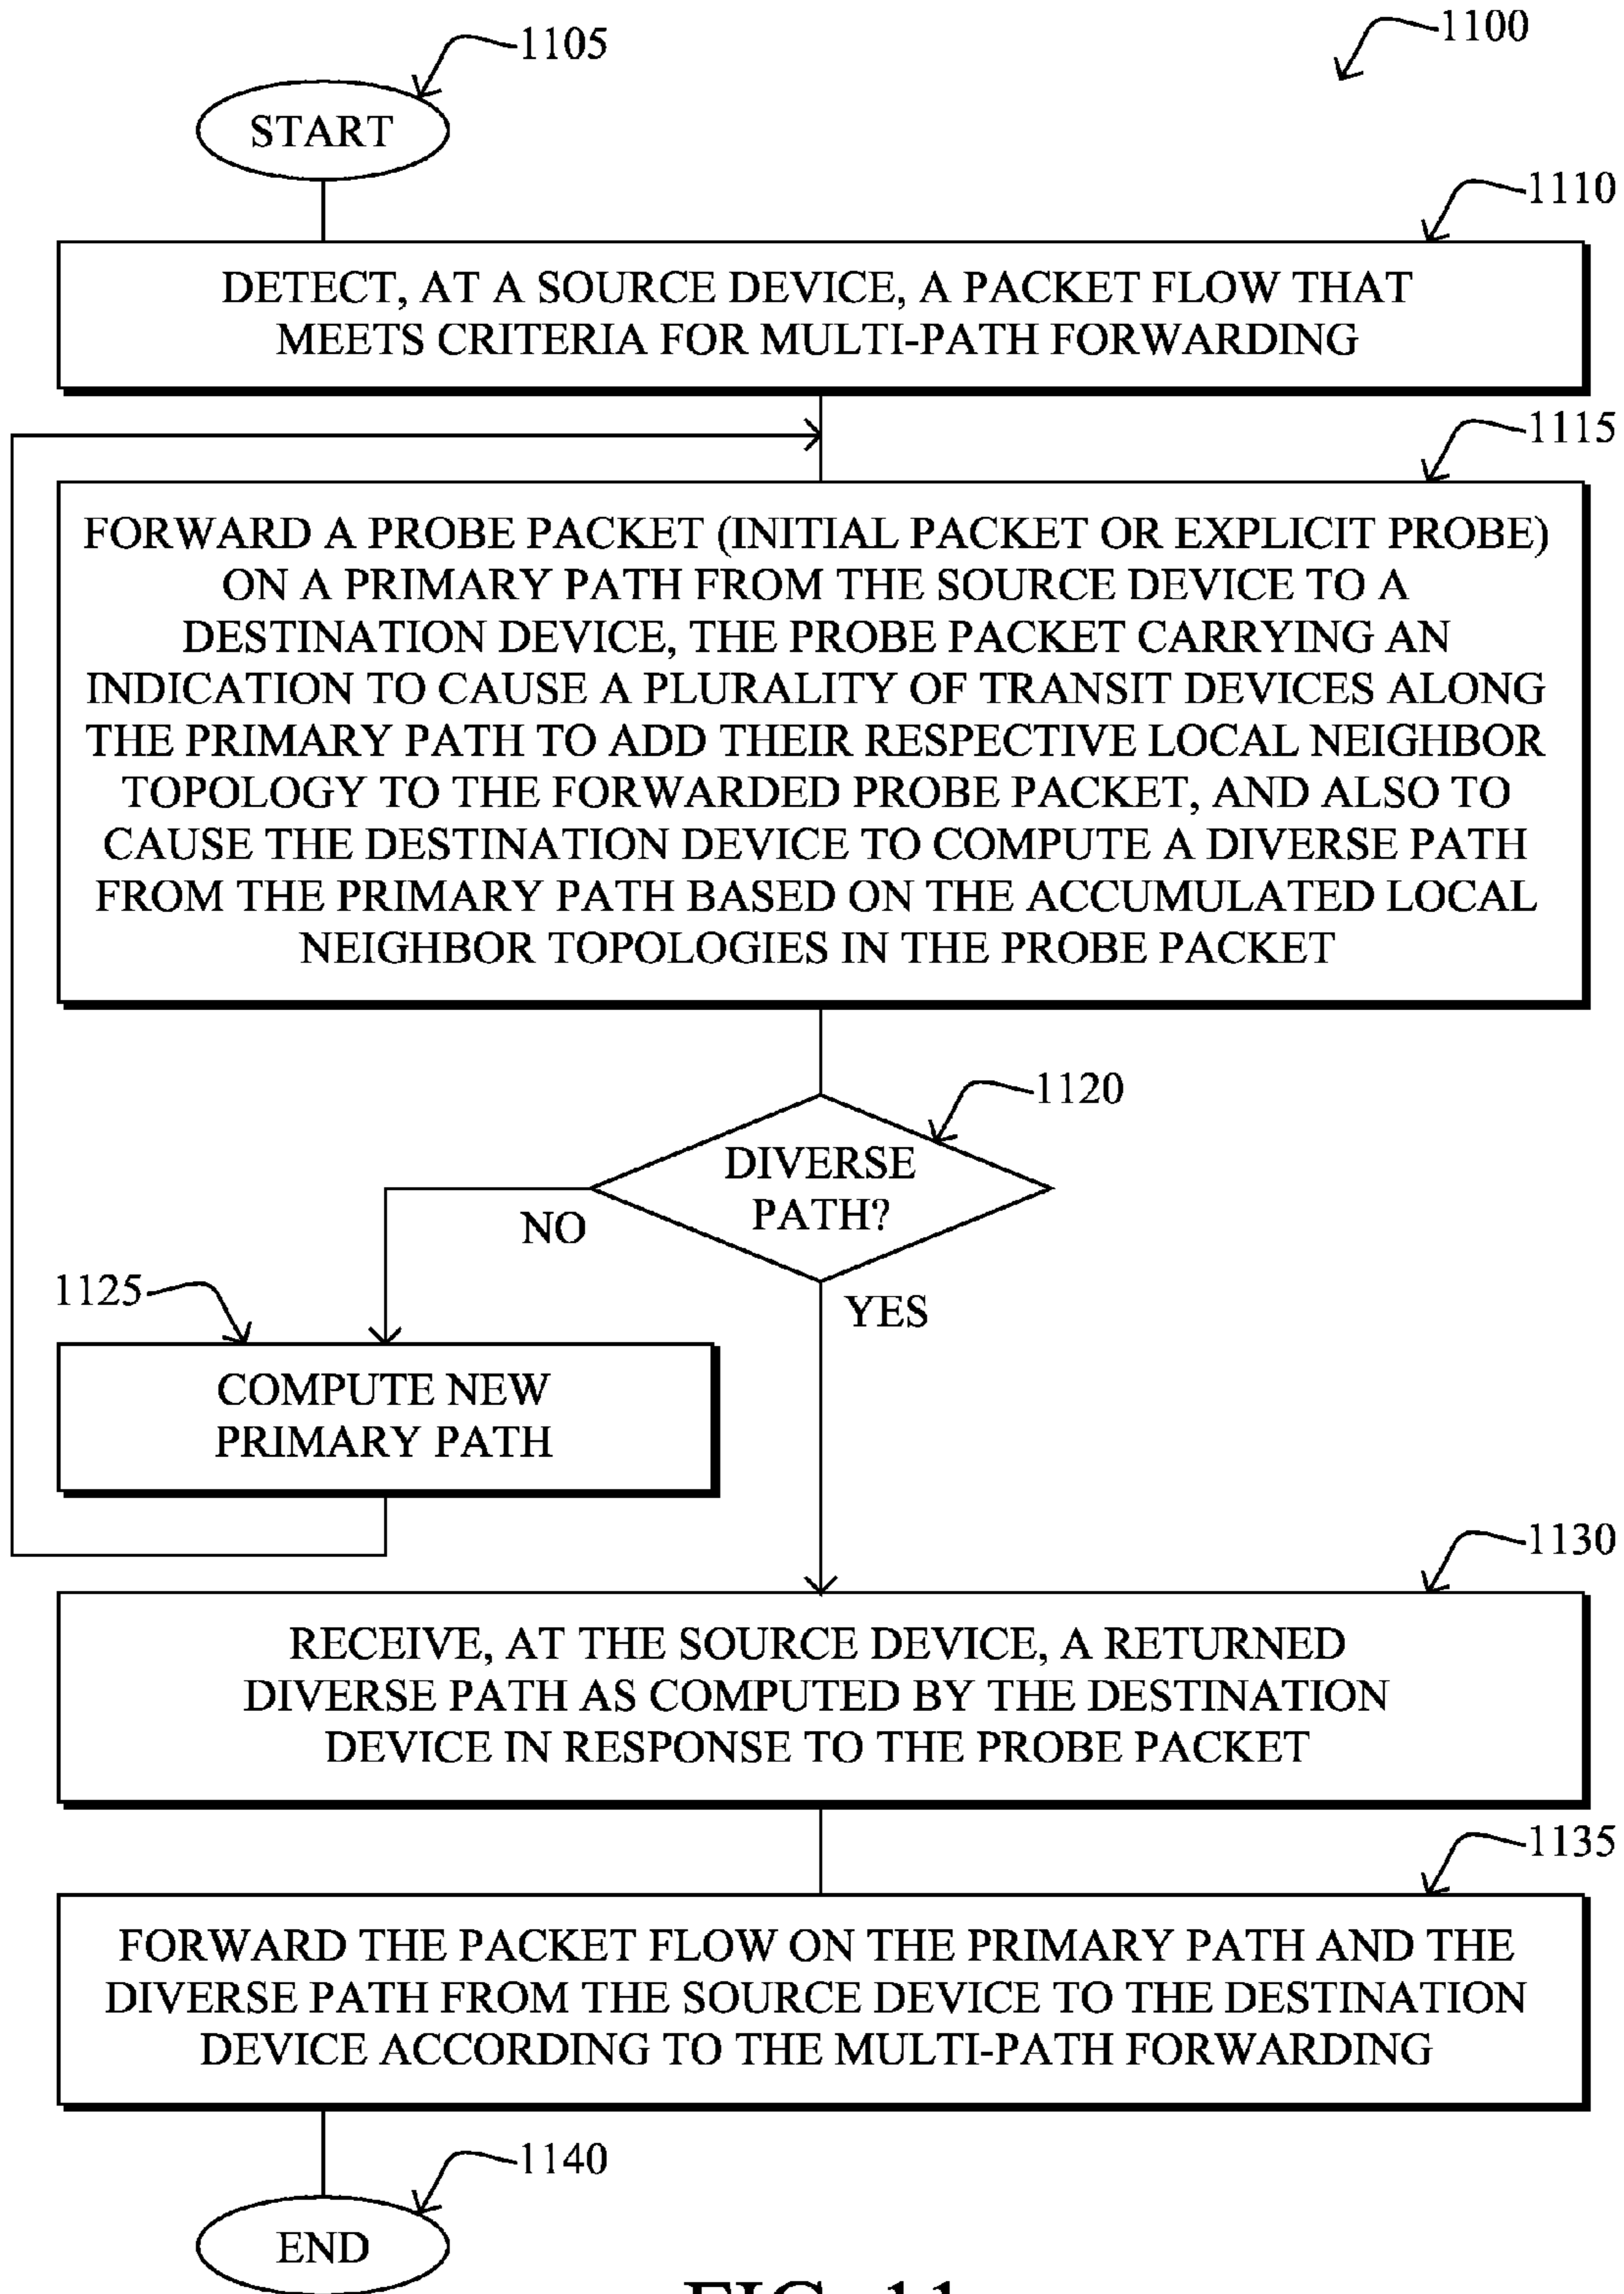 1100
1105
START
1110
DETECT, AT A SOURCE DEVICE, A PACKET FLOW THAT
MEETS CRITERIA FOR MULTI-PATH FORWARDING
1115
FORWARD A PROBE PACKET (INITIAL PACKET OR EXPLICIT PROBE)
ON A PRIMARY PATH FROM THE SOURCE DEVICE TO A
DESTINATION DEVICE, THE PROBE PACKET CARRYING AN
INDICATION TO CAUSE A PLURALITY OF TRANSIT DEVICES ALONG
THE PRIMARY PATH TO ADD THEIR RESPECTIVE LOCAL NEIGHBOR
TOPOLOGY TO THE FORWARDED PROBE PACKET, AND ALSO TO
CAUSE THE DESTINATION DEVICE TO COMPUTE A DIVERSE PATH
FROM THE PRIMARY PATH BASED ON THE ACCUMULATED LOCAL
NEIGHBOR TOPOLOGIES IN THE PROBE PACKET
1120
DIVERSE
PATH?
NO
YES
1125
COMPUTE NEW
PRIMARY PATH
1130
RECEIVE, AT THE SOURCE DEVICE, A RETURNED
DIVERSE PATH AS COMPUTED BY THE DESTINATION
DEVICE IN RESPONSE TO THE PROBE PACKET
1135
FORWARD THE PACKET FLOW ON THE PRIMARY PATH AND THE
DIVERSE PATH FROM THE SOURCE DEVICE TO THE DESTINATION
DEVICE ACCORDING TO THE MULTI-PATH FORWARDING
1140
END
FIG. 11